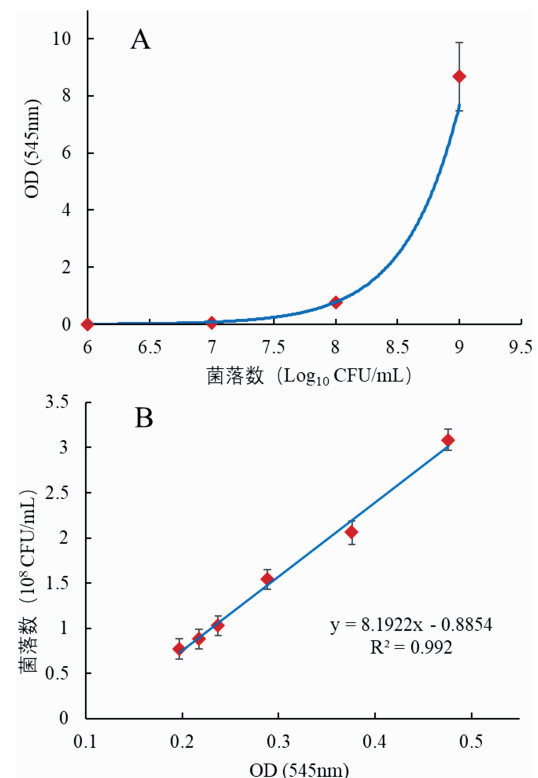 A
OD (545nm)
10
8
6
4
2
0
6 6.5 7 7.5 8 8.5 9 9.5
菌落数（Log₁₀ CFU/mL）
B
菌落数（10⁸ CFU/mL）
3.5
3
2.5
2
1.5
1
0.5
0
y = 8.1922x - 0.8854
R² = 0.992
0.1 0.2 0.3 0.4 0.5
OD (545nm)